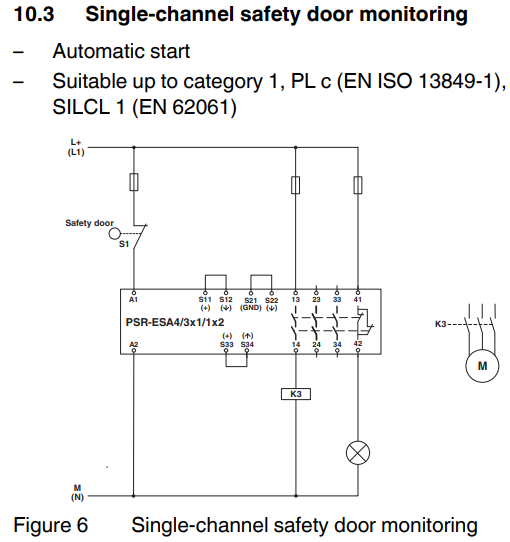 10.3 Single-channel safety door monitoring
– Automatic start
– Suitable up to category 1, PL c (EN ISO 13849-1),
SILCL 1 (EN 62061)
L+
(L1)
Safety door
S1
A1 S11 S12 S21 S22 13 23 33 41
(+) (↓) (GND) (↓)
PSR-ESA4/3x1/1x2
K3
(+) (↑)
A2 S33 S34 14 24 34 42
M
K3
M
(N)
Figure 6 Single-channel safety door monitoring